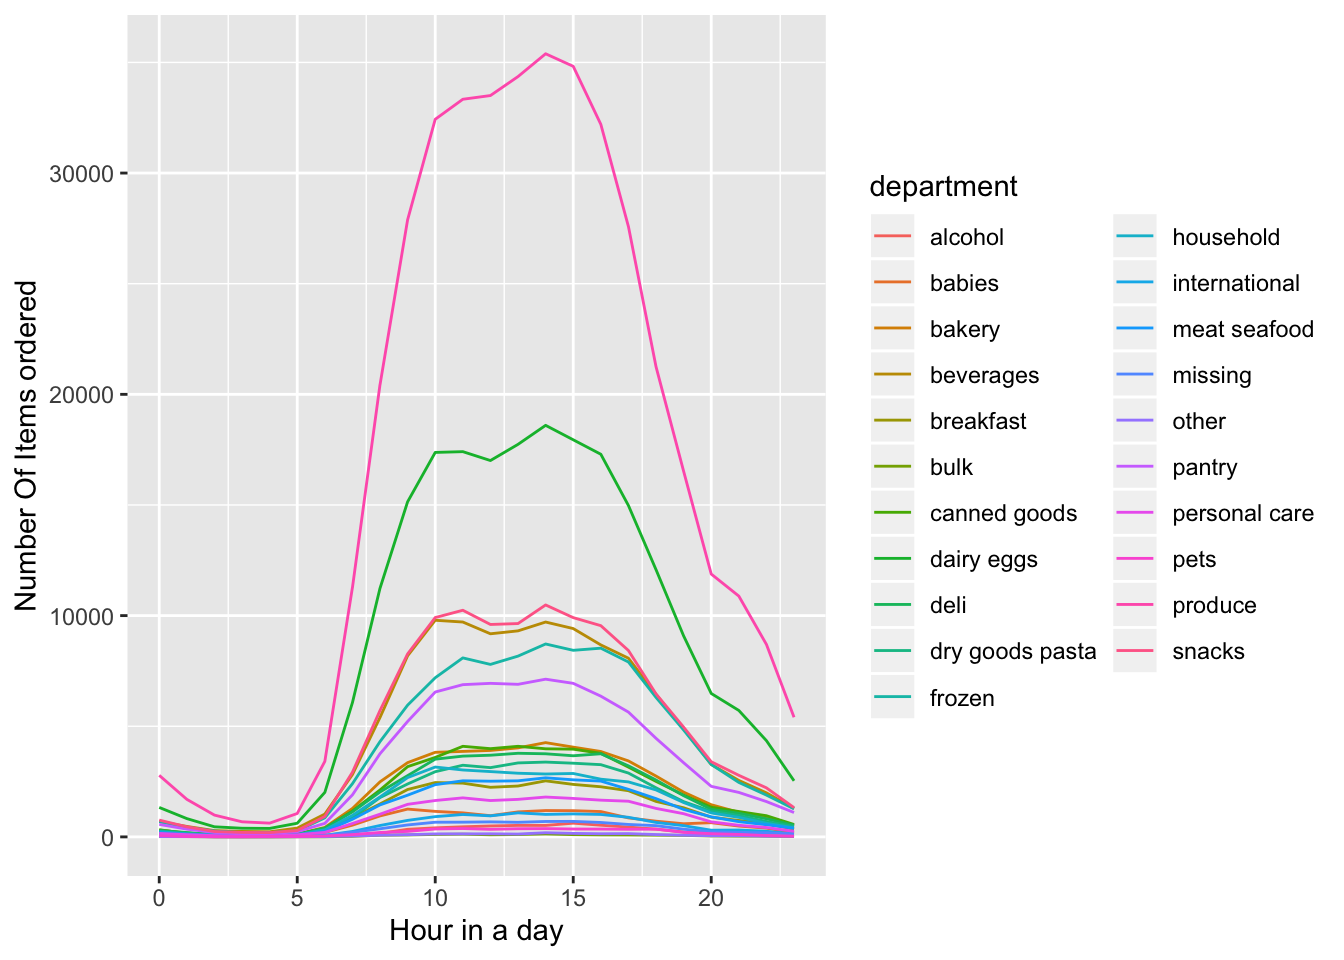 30000
20000
10000
0
Number Of Items ordered
0 5 10 15 20
Hour in a day
department
alcohol
babies
bakery
beverages
breakfast
bulk
canned goods
dairy eggs
deli
dry goods pasta
frozen
household
international
meat seafood
missing
other
pantry
personal care
pets
produce
snacks